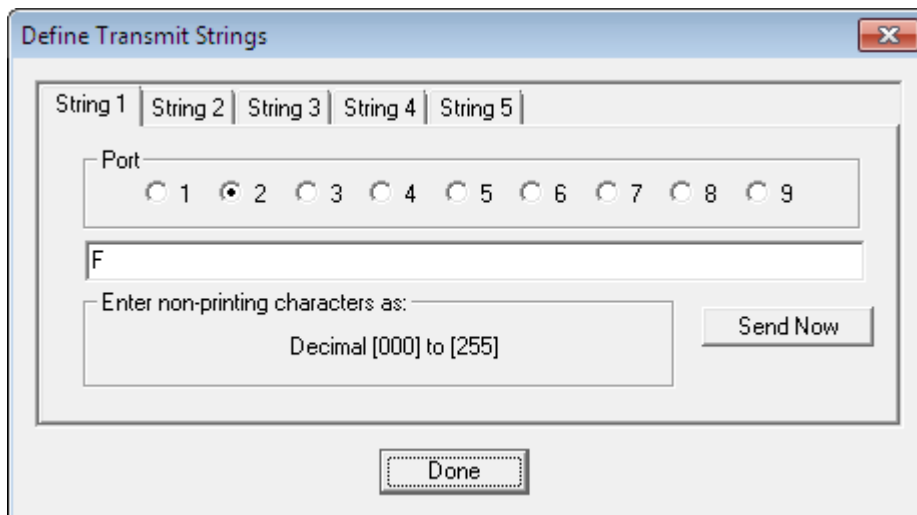 Define Transmit Strings
String 1 String 2 String 3 String 4 String 5
Port
1 2 3 4 5 6 7 8 9
F
Enter non-printing characters as:
Send Now
Decimal [000] to [255]
Done